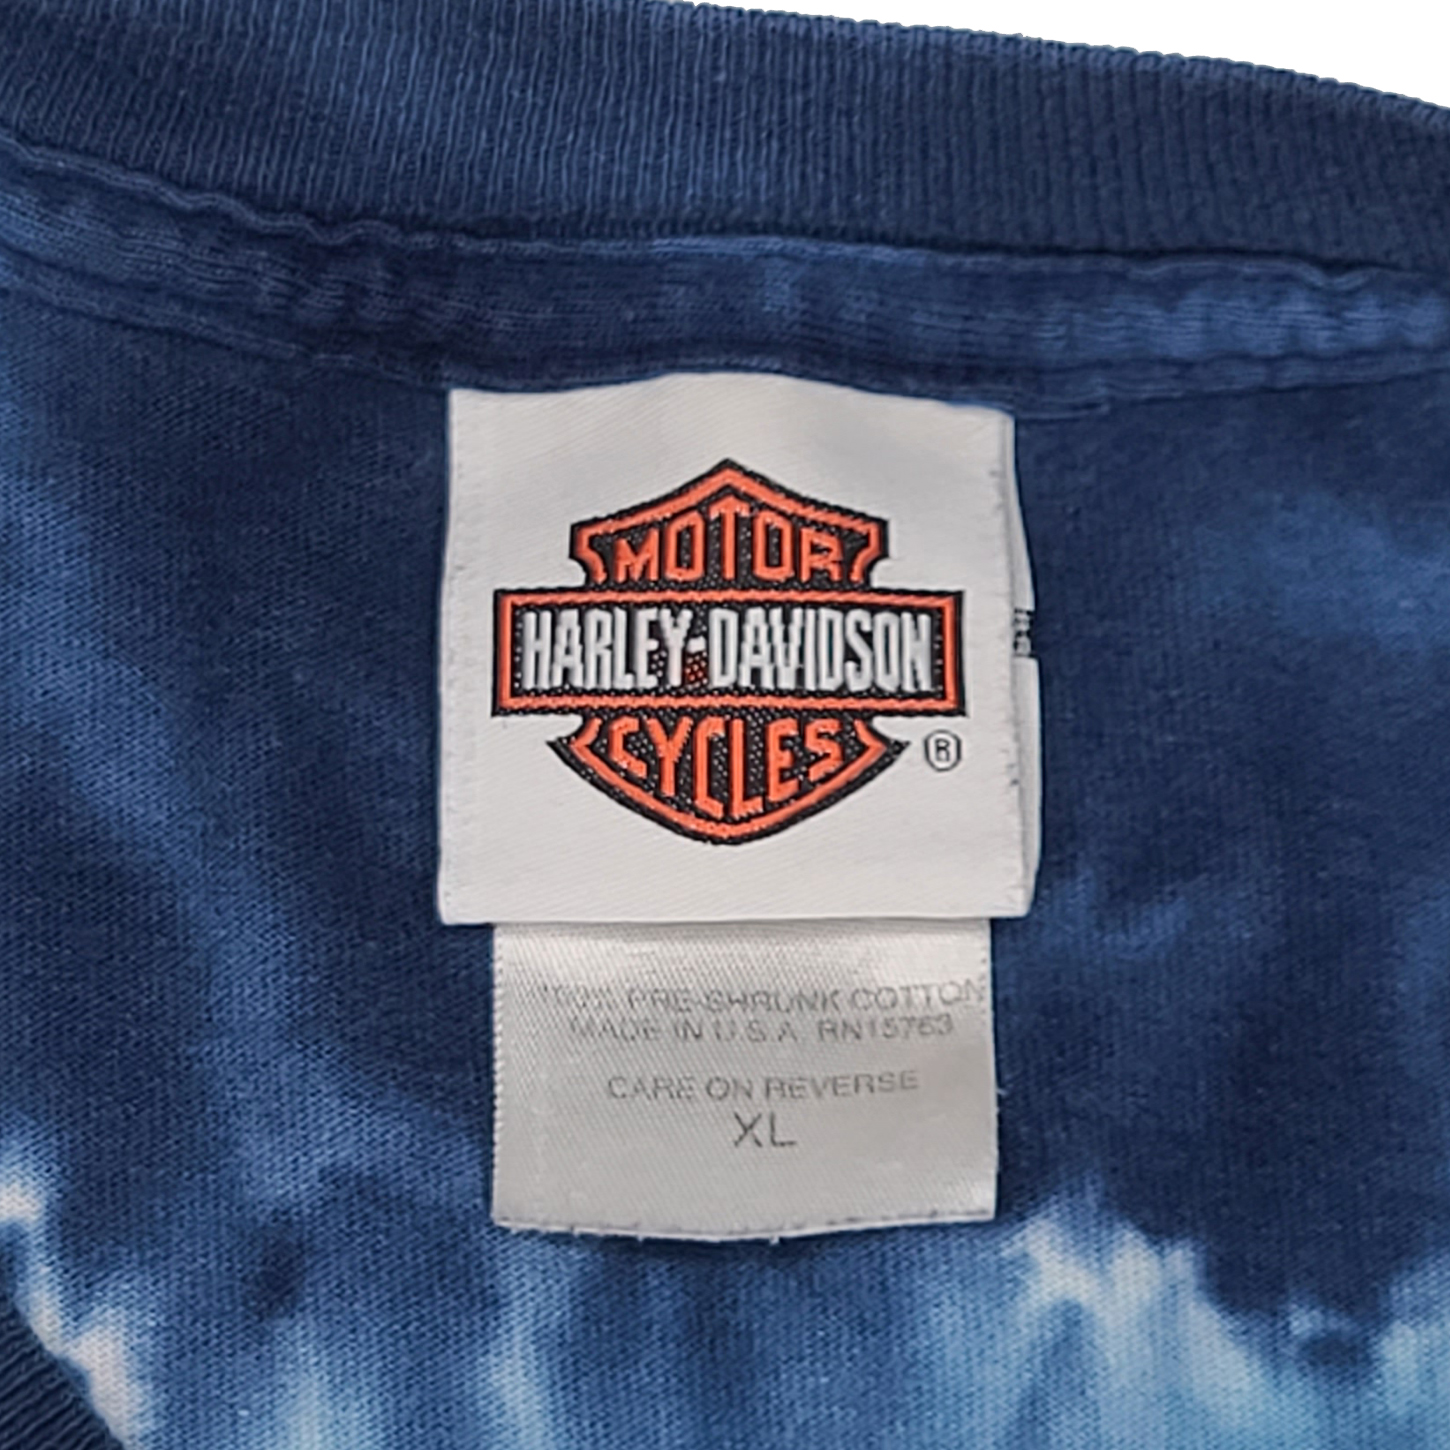 MOTOR
HARLEY-DAVIDSON
CYCLES
®
100% PRE-SHRUNK COTTON
MADE IN U.S.A. RN15763
CARE ON REVERSE
XL